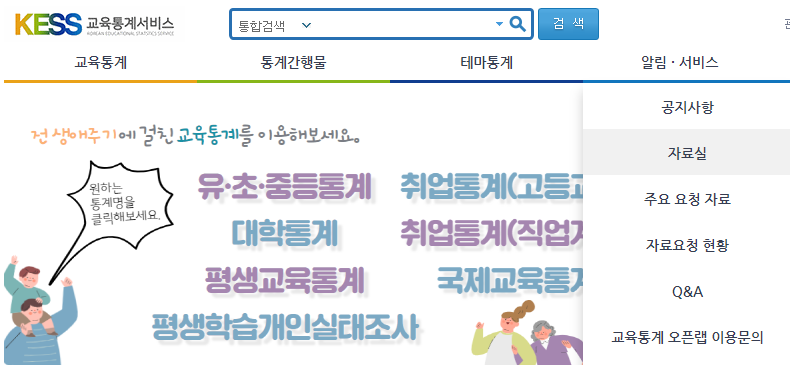 KESS 교육통계서비스
KOREAN EDUCATIONAL STATISTICS SERVICE
통합검색
검 색
교육통계
통계간행물
테마통계
알림 · 서비스
공지사항
자료실
주요 요청 자료
자료요청 현황
Q&A
교육통계 오픈랩 이용문의
전 생애주기에 걸친 교육통계를 이용해보세요.
원하는
통계명을
클릭해보세요.
유·초·중등통계
취업통계(고등교
대학통계
취업통계(직업계
평생교육통계
국제교육통계
평생학습개인실태조사